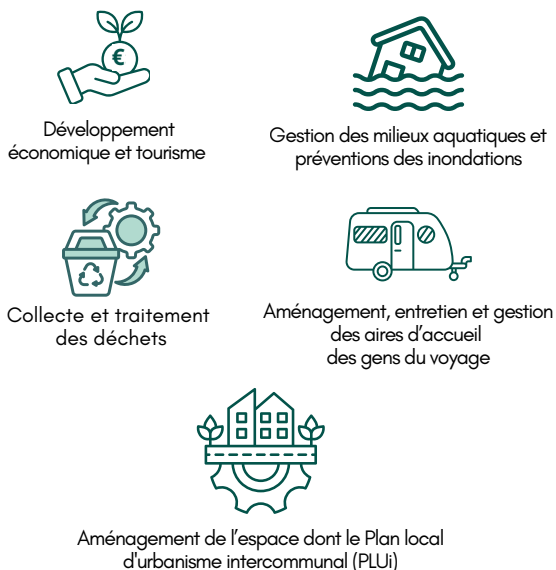 €
Développement
économique et tourisme
Gestion des milieux aquatiques et
préventions des inondations
Collecte et traitement
des déchets
Aménagement, entretien et gestion
des aires d’accueil
des gens du voyage
Aménagement de l’espace dont le Plan local
d'urbanisme intercommunal (PLUi)